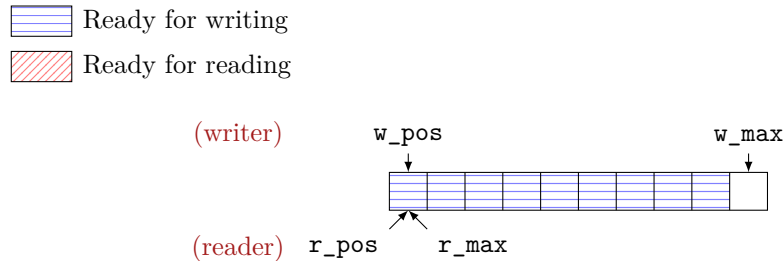 Ready for writing
Ready for reading
(writer) w_pos w_max
(reader) r_pos r_max